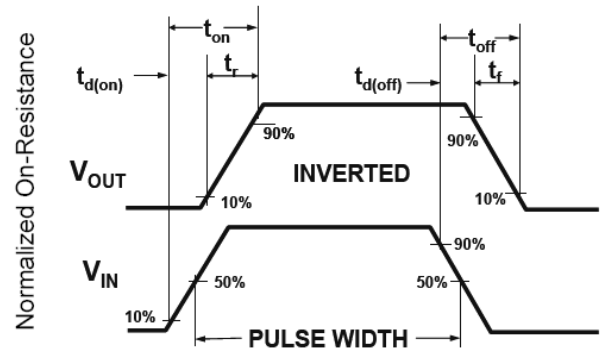 Normalized On-Resistance
t_on
t_off
t_d(on)
t_r
t_d(off)
t_f
90%
90%
V_OUT
INVERTED
10%
10%
90%
V_IN
50%
50%
10%
PULSE WIDTH